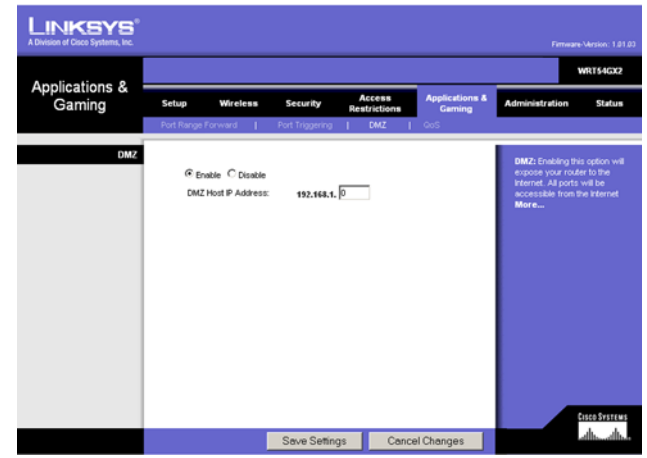 LINKSYS®
A Division of Cisco Systems, Inc.
Firmware-Version: 1.01.03
WRT54GX2
Applications &
Gaming
Setup
Wireless
Security
Access
Restrictions
Applications &
Gaming
Administration
Status
Port Range Forward | Port Triggering | DMZ | QoS
DMZ
Enable Disable
DMZ Host IP Address: 192.168.1. 0
DMZ: Enabling this option will
expose your router to the
Internet. All ports will be
accessible from the Internet
More...
CISCO SYSTEMS
Save Settings Cancel Changes